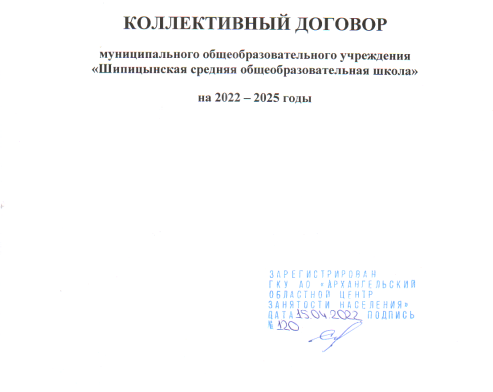 КОЛЛЕКТИВНЫЙ ДОГОВОР
муниципального общеобразовательного учреждения
«Шипицынская средняя общеобразовательная школа»
на 2022 – 2025 годы
ЗАРЕГИСТРИРОВАН
ГКУ АО «АРХАНГЕЛЬСКИЙ
ОБЛАСТНОЙ ЦЕНТР
ЗАНЯТОСТИ НАСЕЛЕНИЯ»
ДАТА 15.04.2022 ПОДПИСЬ
№ 120